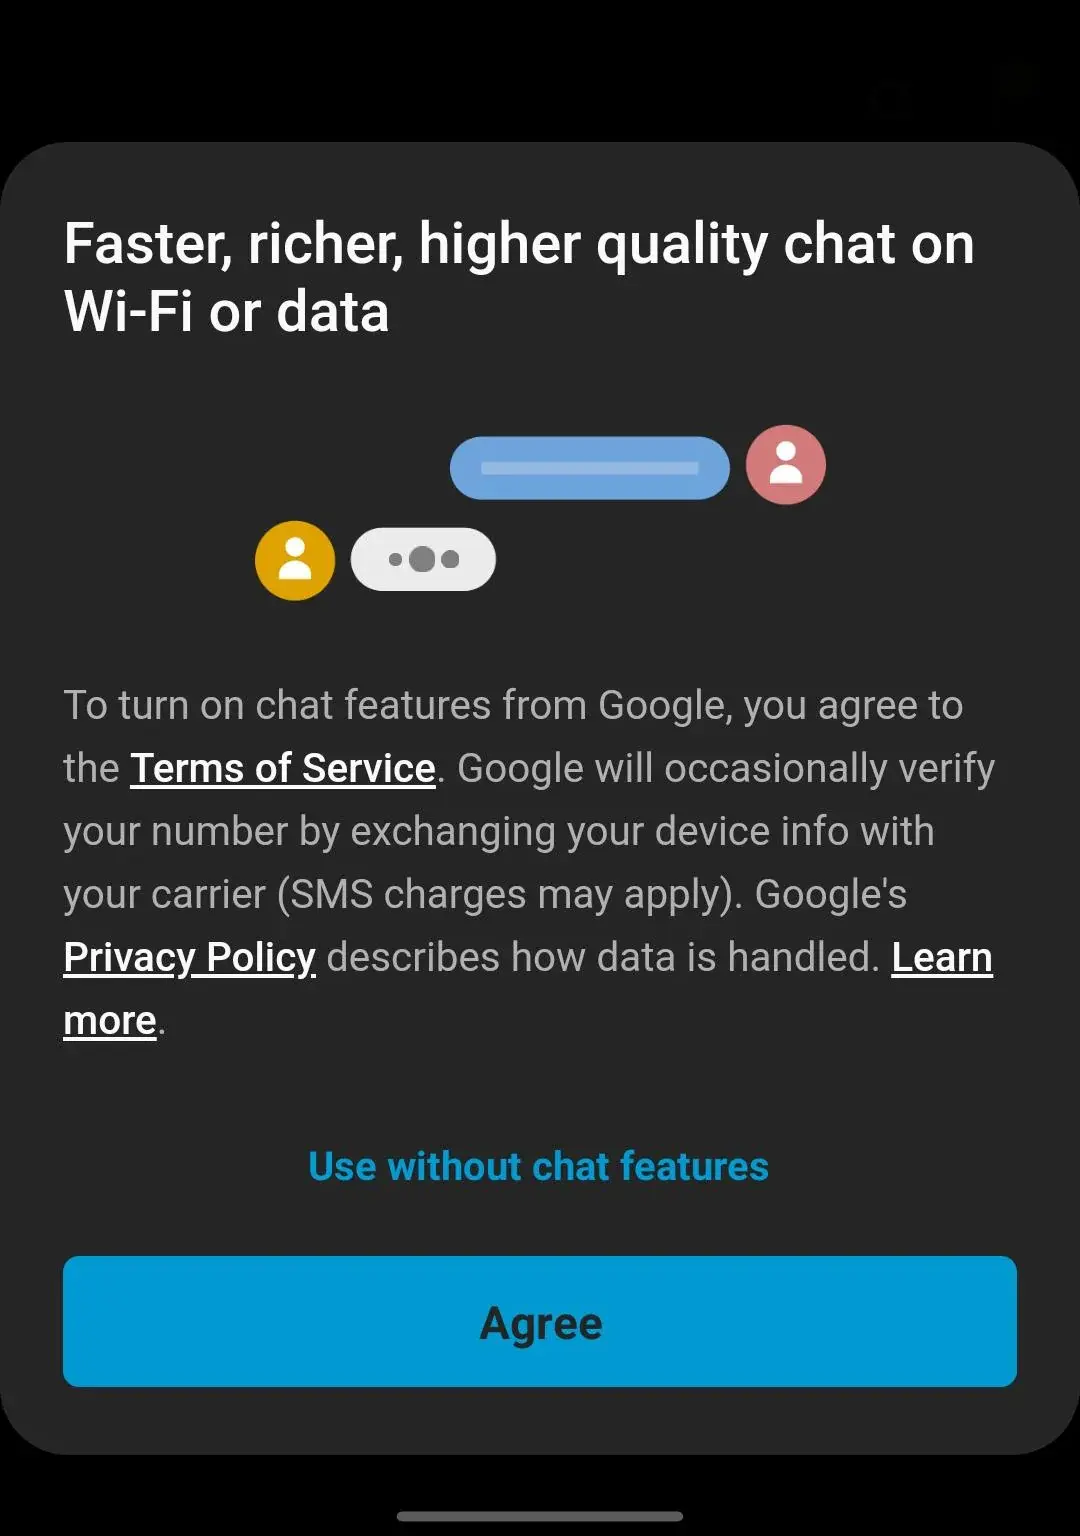 Faster, richer, higher quality chat on
Wi-Fi or data
To turn on chat features from Google, you agree to
the Terms of Service. Google will occasionally verify
your number by exchanging your device info with
your carrier (SMS charges may apply). Google's
Privacy Policy describes how data is handled. Learn
more.
Use without chat features
Agree